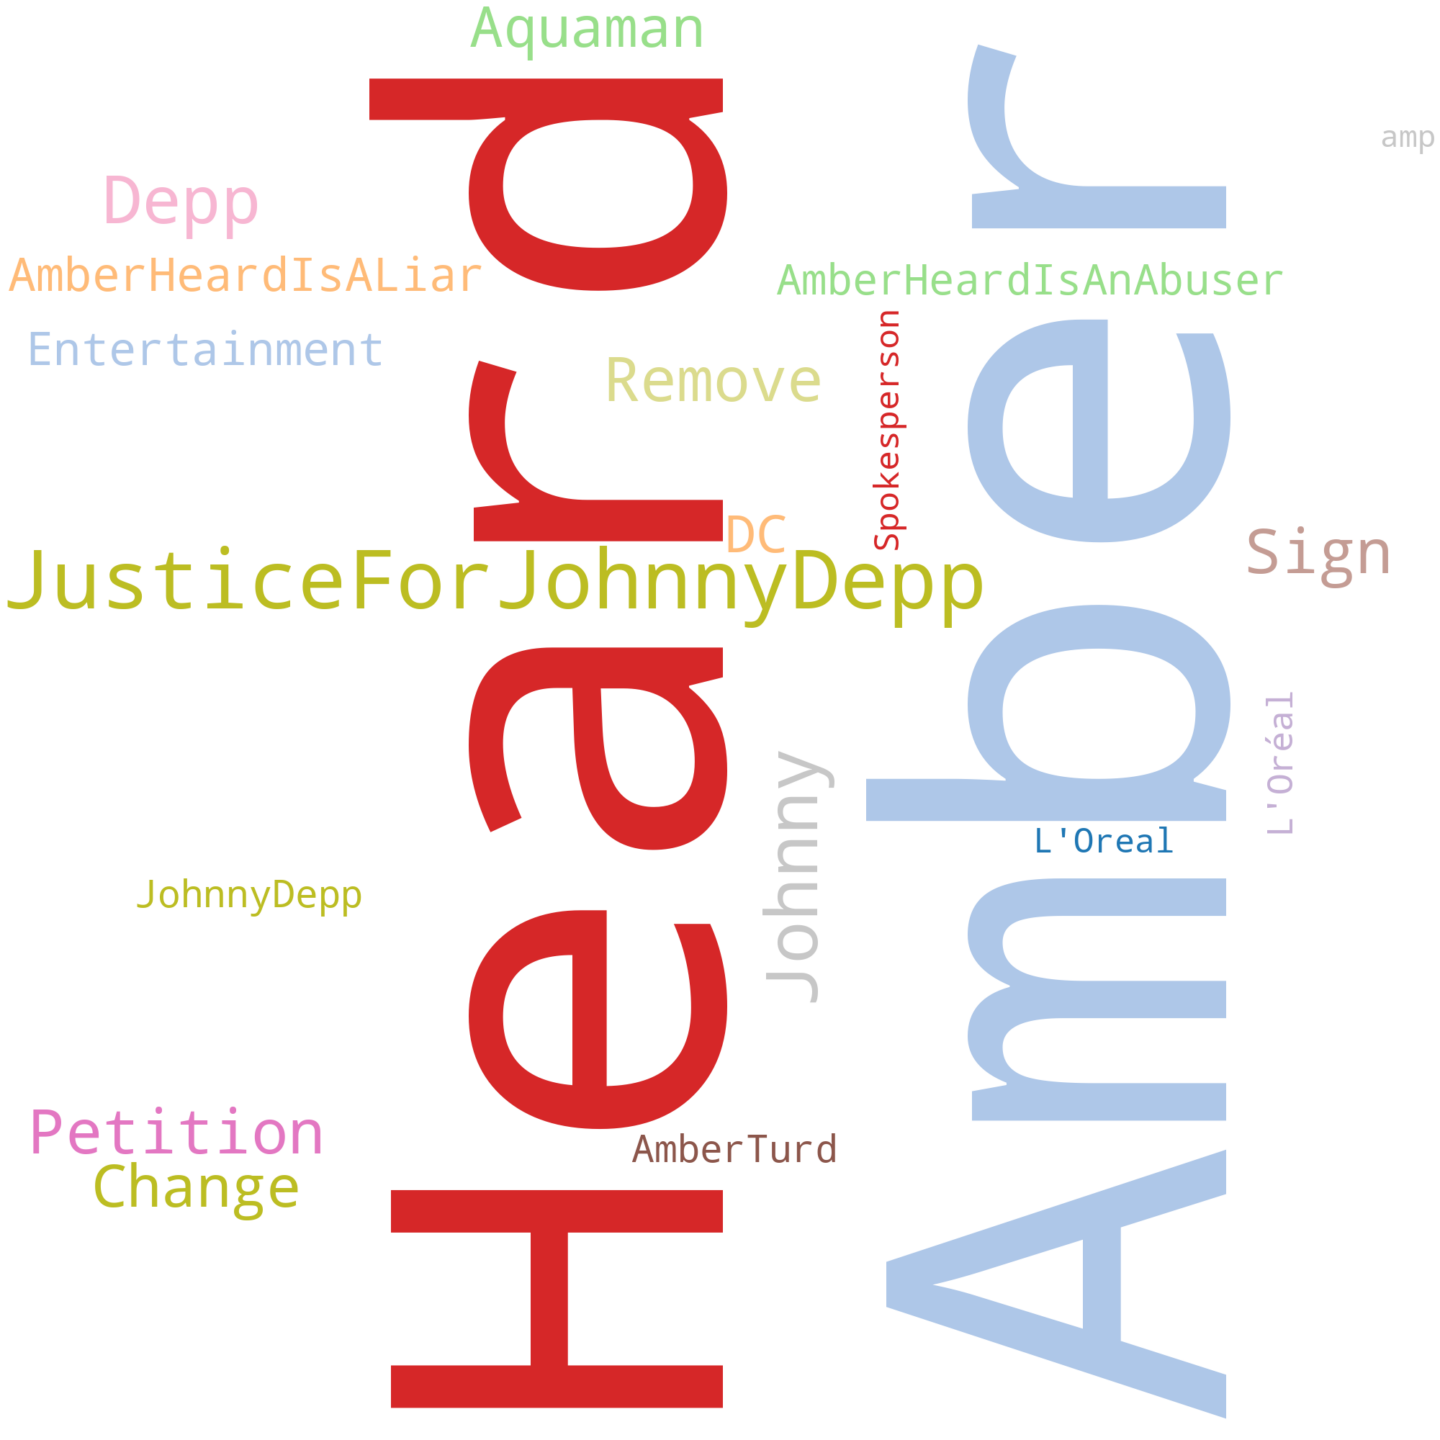 Aquaman
amp
Depp
AmberHeardIsALiar
AmberHeardIsAnAbuser
Entertainment
Remove
Spokesperson
DC
Sign
JusticeForJohnnyDepp
Heard
Amber
Johnny
L'Oréal
L'Oreal
JohnnyDepp
Petition
AmberTurd
Change